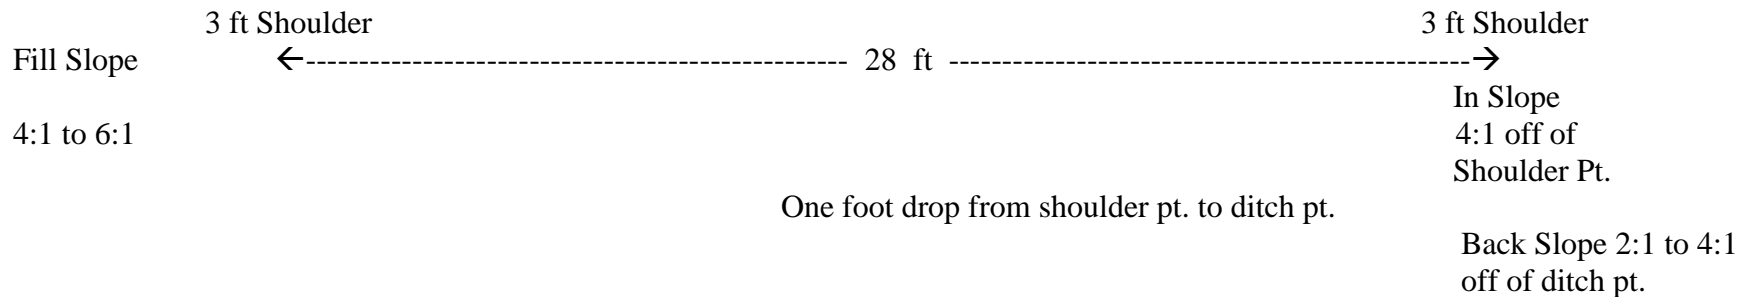 3 ft Shoulder 3 ft Shoulder
Fill Slope ←----------------------------------------------- 28 ft ------------------------------------------------→
In Slope
4:1 to 6:1 4:1 off of
Shoulder Pt.
One foot drop from shoulder pt. to ditch pt.
Back Slope 2:1 to 4:1
off of ditch pt.